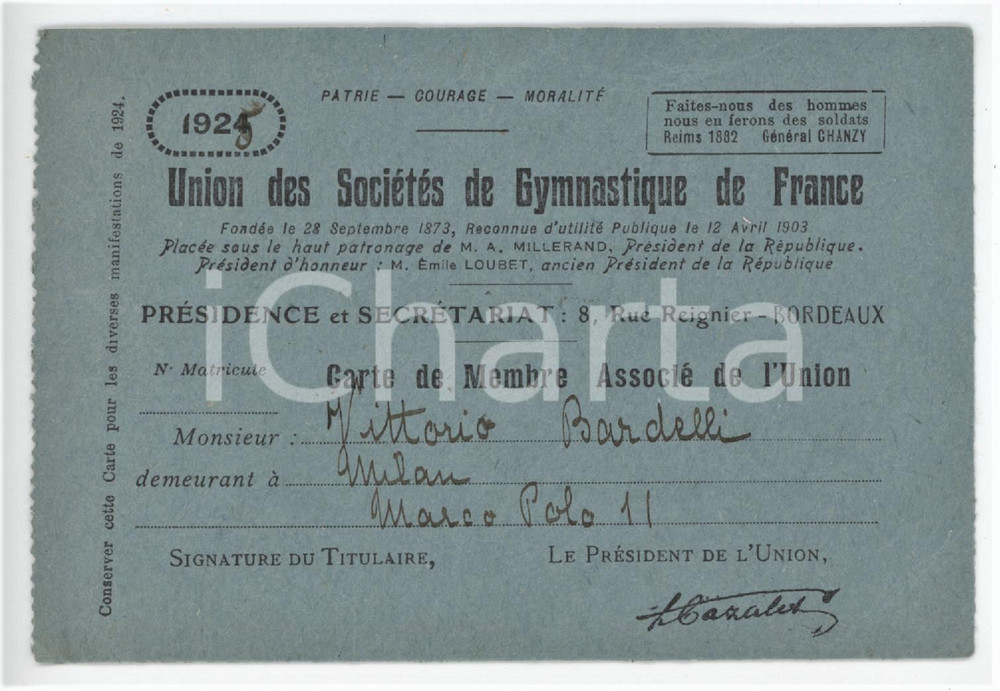 PATRIE — COURAGE — MORALITÉ
1925
Faites-nous des hommes
nous en ferons des soldats
Reims 1882 Général CHANZY
Union des Sociétés de Gymnastique de France
Fondée le 28 Septembre 1873, Reconnue d'utilité Publique le 12 Avril 1903
Placée sous le haut patronage de M. A. MILLERAND, Président de la République.
Président d'honneur : M. Émile LOUBET, ancien Président de la République
PRÉSIDENCE et SECRÉTARIAT : 8, Rue Reignier - BORDEAUX
N° Matricule
Carte de Membre Associé de l'Union
Monsieur : Vittorio Bardelli
demeurant à Milan
Marco Polo 11
SIGNATURE DU TITULAIRE,
LE PRÉSIDENT DE L'UNION,
Cazalet
Conserver cette Carte pour les diverses manifestations de 1924.
iCharta